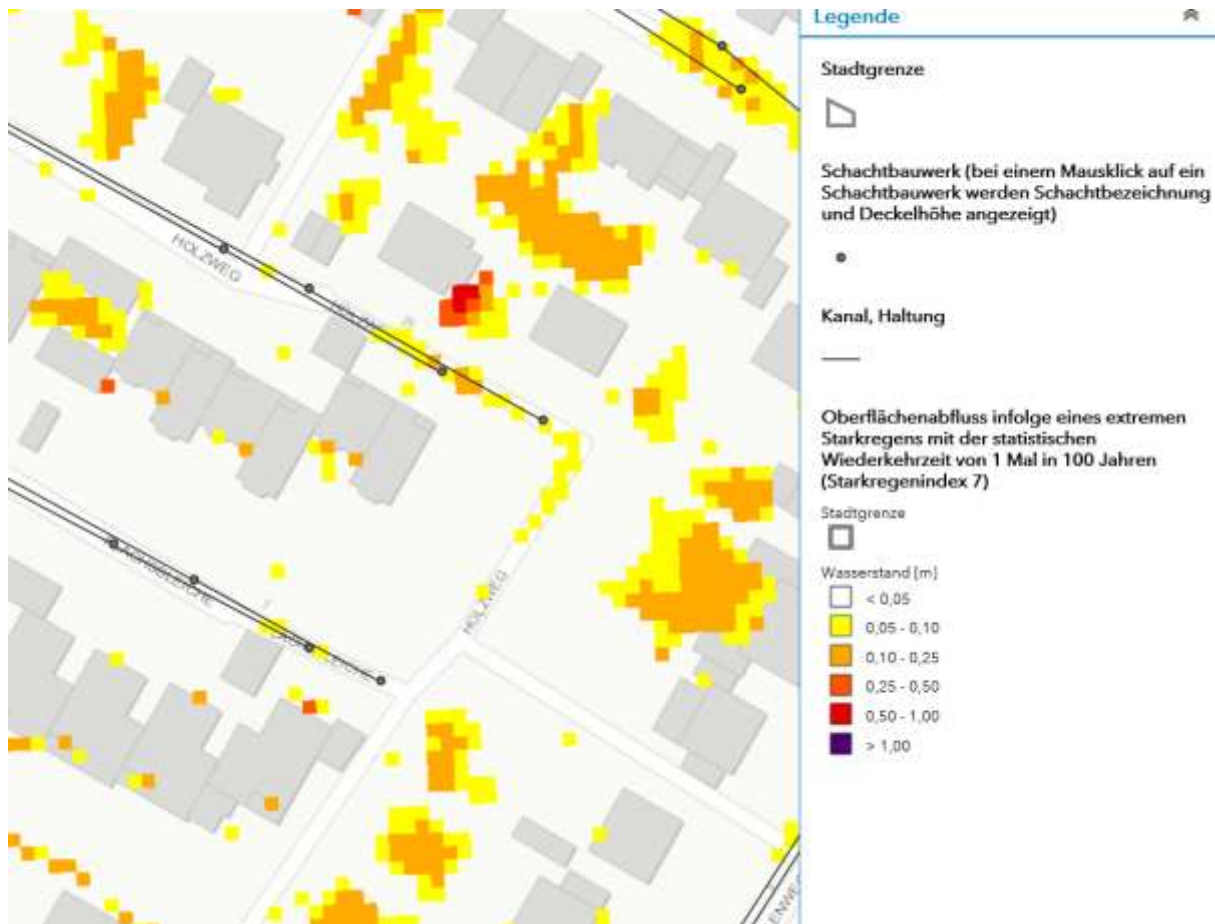 HOLZWEG
HOLZWEG
ENWEG
Legende
Stadtgrenze
Schachtbauwerk (bei einem Mausklick auf ein
Schachtbauwerk werden Schachtbezeichnung
und Deckelhöhe angezeigt)
Kanal, Haltung
Oberflächenabfluss infolge eines extremen
Starkregens mit der statistischen
Wiederkehrzeit von 1 Mal in 100 Jahren
(Starkregenindex 7)
Stadtgrenze
Wasserstand [m]
< 0,05
0,05 - 0,10
0,10 - 0,25
0,25 - 0,50
0,50 - 1,00
> 1,00